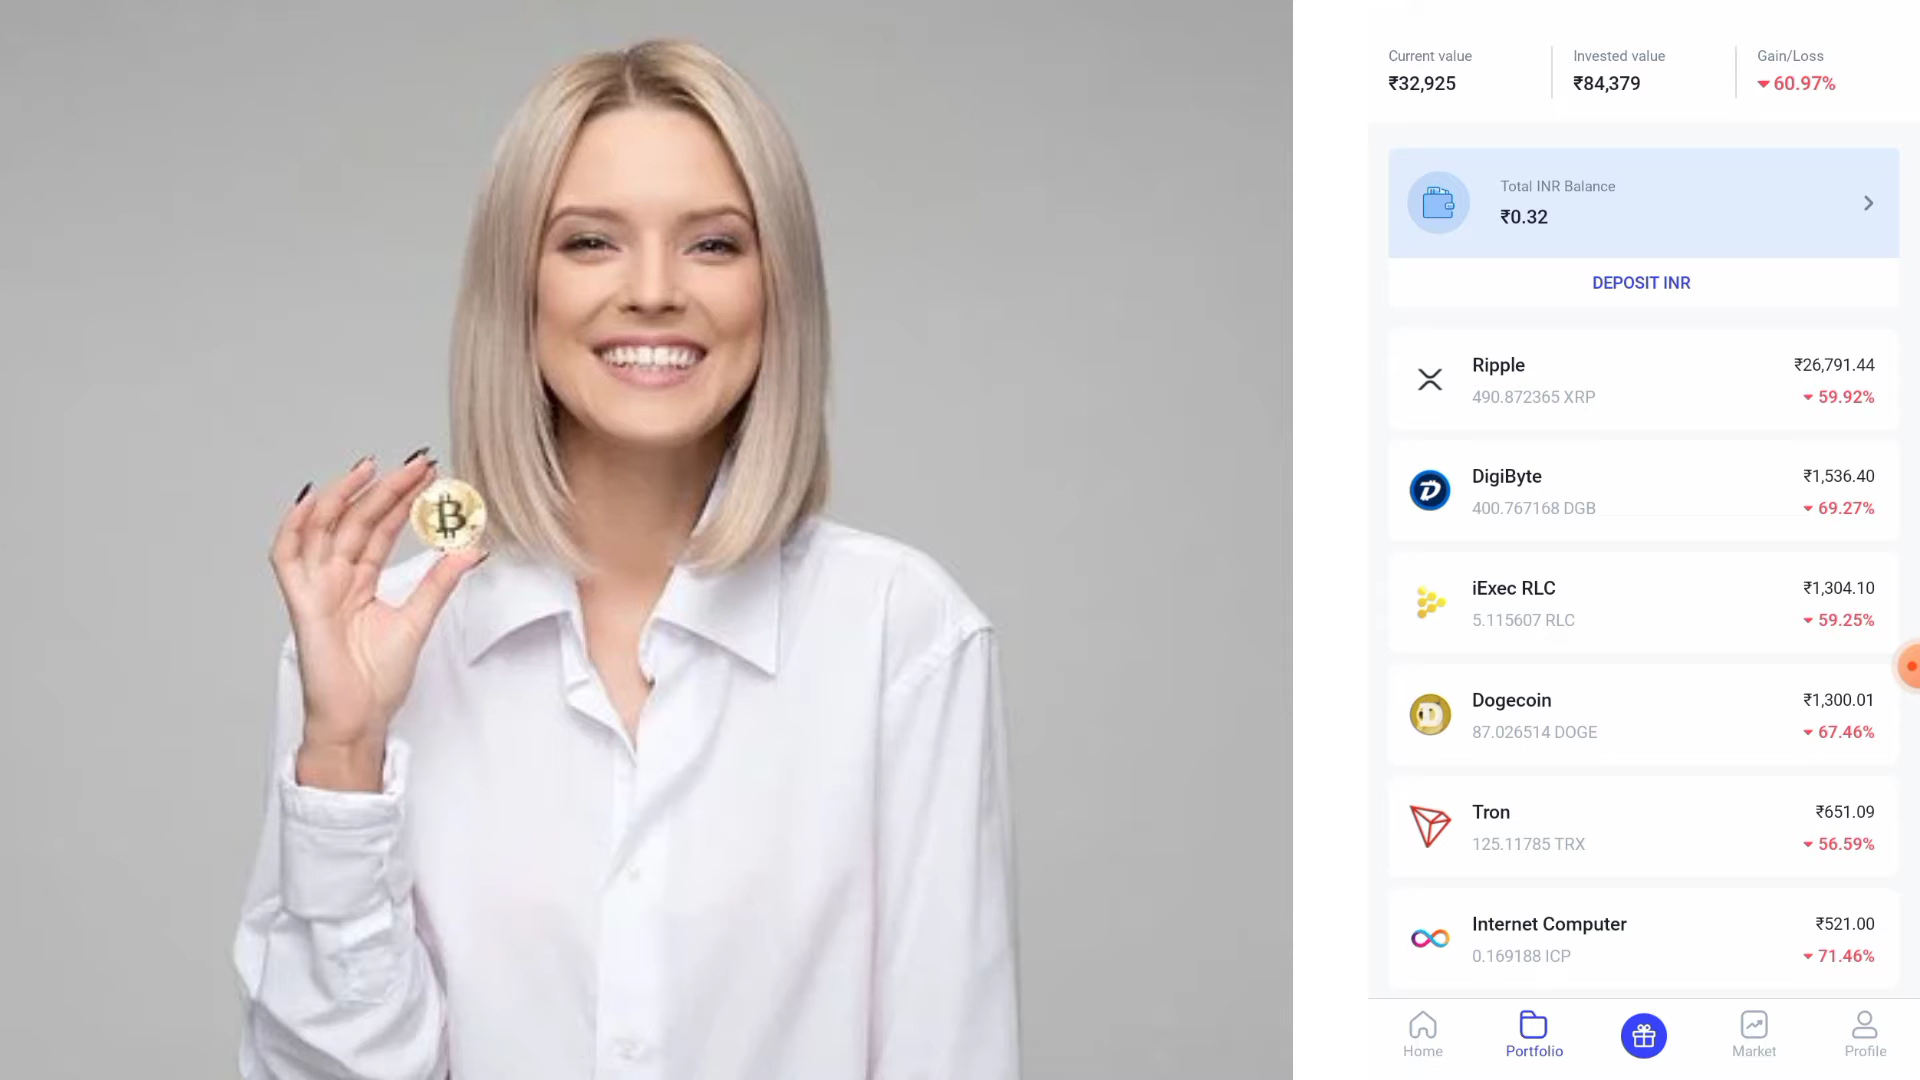 Current value
Invested value
Gain/Loss
₹32,925
₹84,379
60.97%
Total INR Balance
₹0.32
DEPOSIT INR
Ripple
₹26,791.44
490.872365 XRP
59.92%
DigiByte
₹1,536.40
400.767168 DGB
69.27%
iExec RLC
₹1,304.10
5.115607 RLC
59.25%
Dogecoin
₹1,300.01
87.026514 DOGE
67.46%
Tron
₹651.09
125.11785 TRX
56.59%
Internet Computer
₹521.00
0.169188 ICP
71.46%
Home
Portfolio
Market
Profile